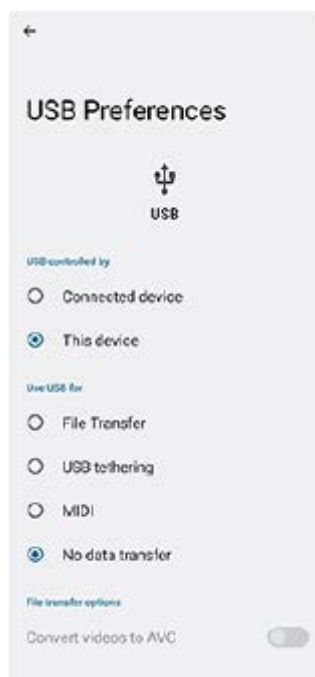 USB Preferences
USB
USB controlled by
Connected device
This device
Use USB for
File Transfer
USB tethering
MIDI
No data transfer
File transfer options
Convert videos to AVC